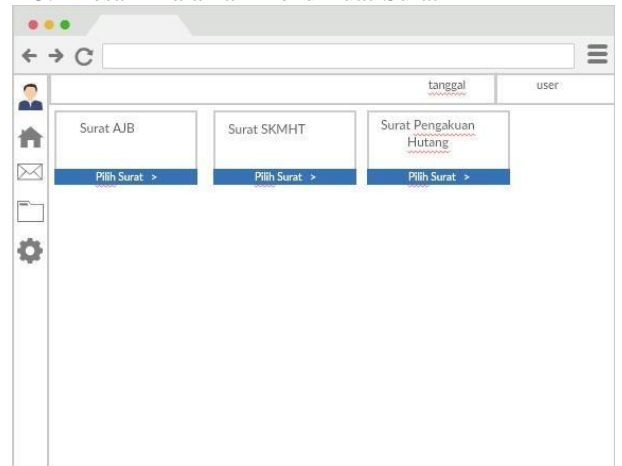 tanggal
user
Surat AJB
Surat SKMHT
Surat Pengakuan
Hutang
Pilih Surat >
Pilih Surat >
Pilih Surat >